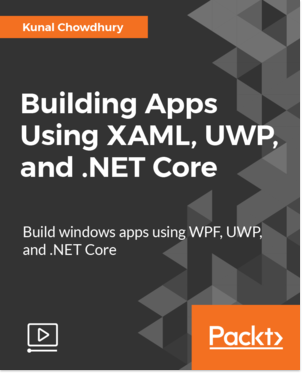 Kunal Chowdhury
Building Apps
Using XAML, UWP,
and .NET Core
Build windows apps using WPF, UWP,
and .NET Core
Packt>